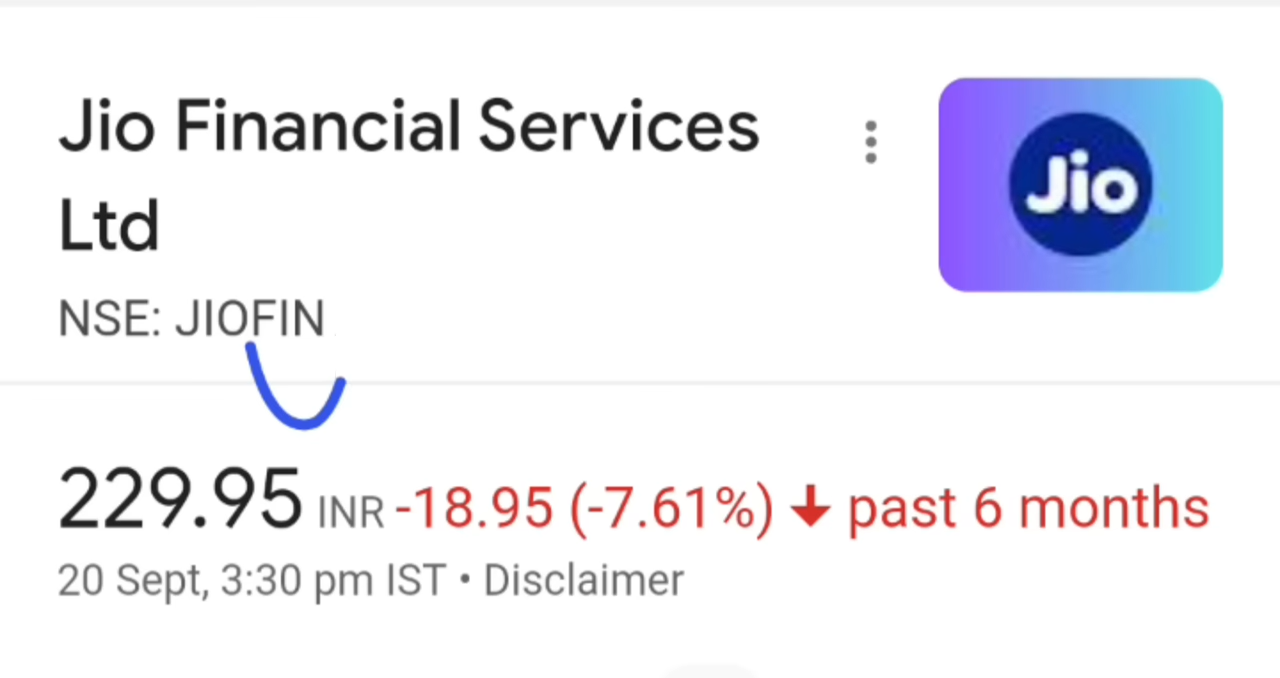 Jio Financial Services
Ltd
Jio
NSE: JIOFIN
229.95 INR -18.95 (-7.61%) ↓ past 6 months
20 Sept, 3:30 pm IST • Disclaimer